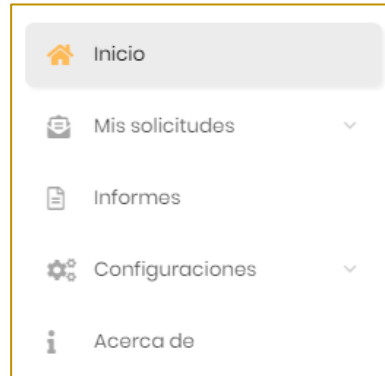 Inicio
Mis solicitudes
Informes
Configuraciones
Acerca de